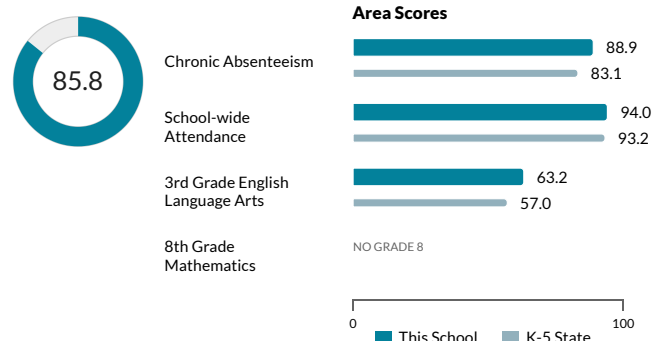 Area Scores
85.8
Chronic Absenteeism
88.9
83.1
School-wide
Attendance
94.0
93.2
3rd Grade English
Language Arts
63.2
57.0
8th Grade
Mathematics
NO GRADE 8
0 100
This School K-5 State